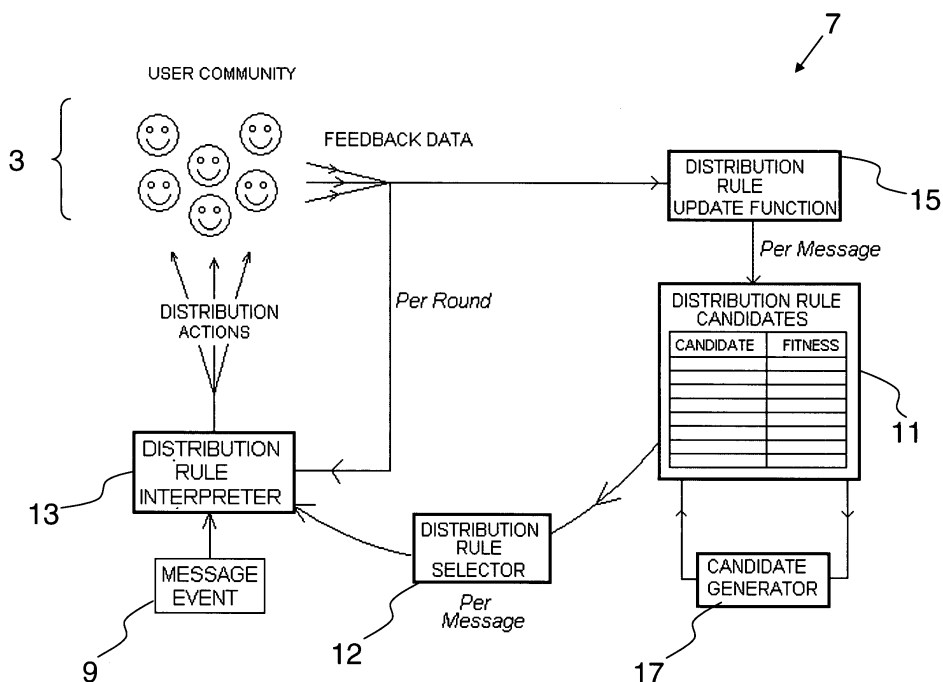 7
USER COMMUNITY
3
FEEDBACK DATA
DISTRIBUTION
RULE
UPDATE FUNCTION
15
Per Message
Per Round
DISTRIBUTION
ACTIONS
DISTRIBUTION RULE
CANDIDATES
CANDIDATE
FITNESS
11
DISTRIBUTION
RULE
INTERPRETER
13
DISTRIBUTION
RULE
SELECTOR
Per
Message
12
MESSAGE
EVENT
9
CANDIDATE
GENERATOR
17